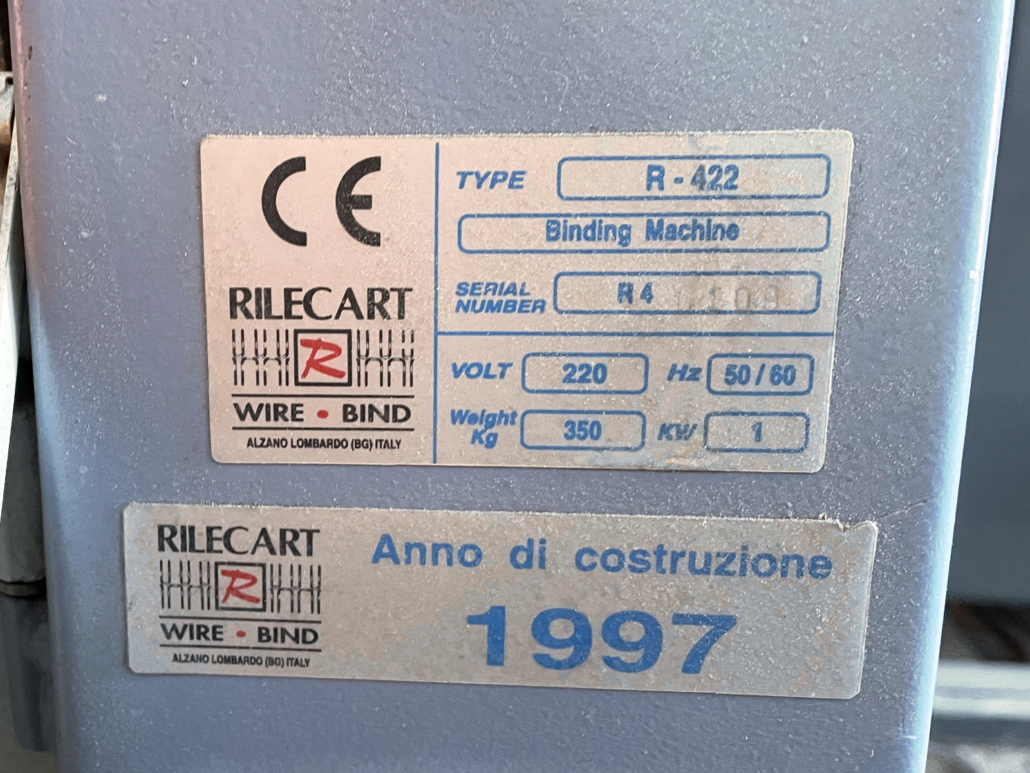 CE
RILECART
R
WIRE • BIND
ALZANO LOMBARDO (BG) ITALY
TYPE R - 422
Binding Machine
SERIAL NUMBER
VOLT 220 Hz 50/60
Weight Kg 350 KW 1
RILECART
R
WIRE • BIND
ALZANO LOMBARDO (BG) ITALY
Anno di costruzione
1997